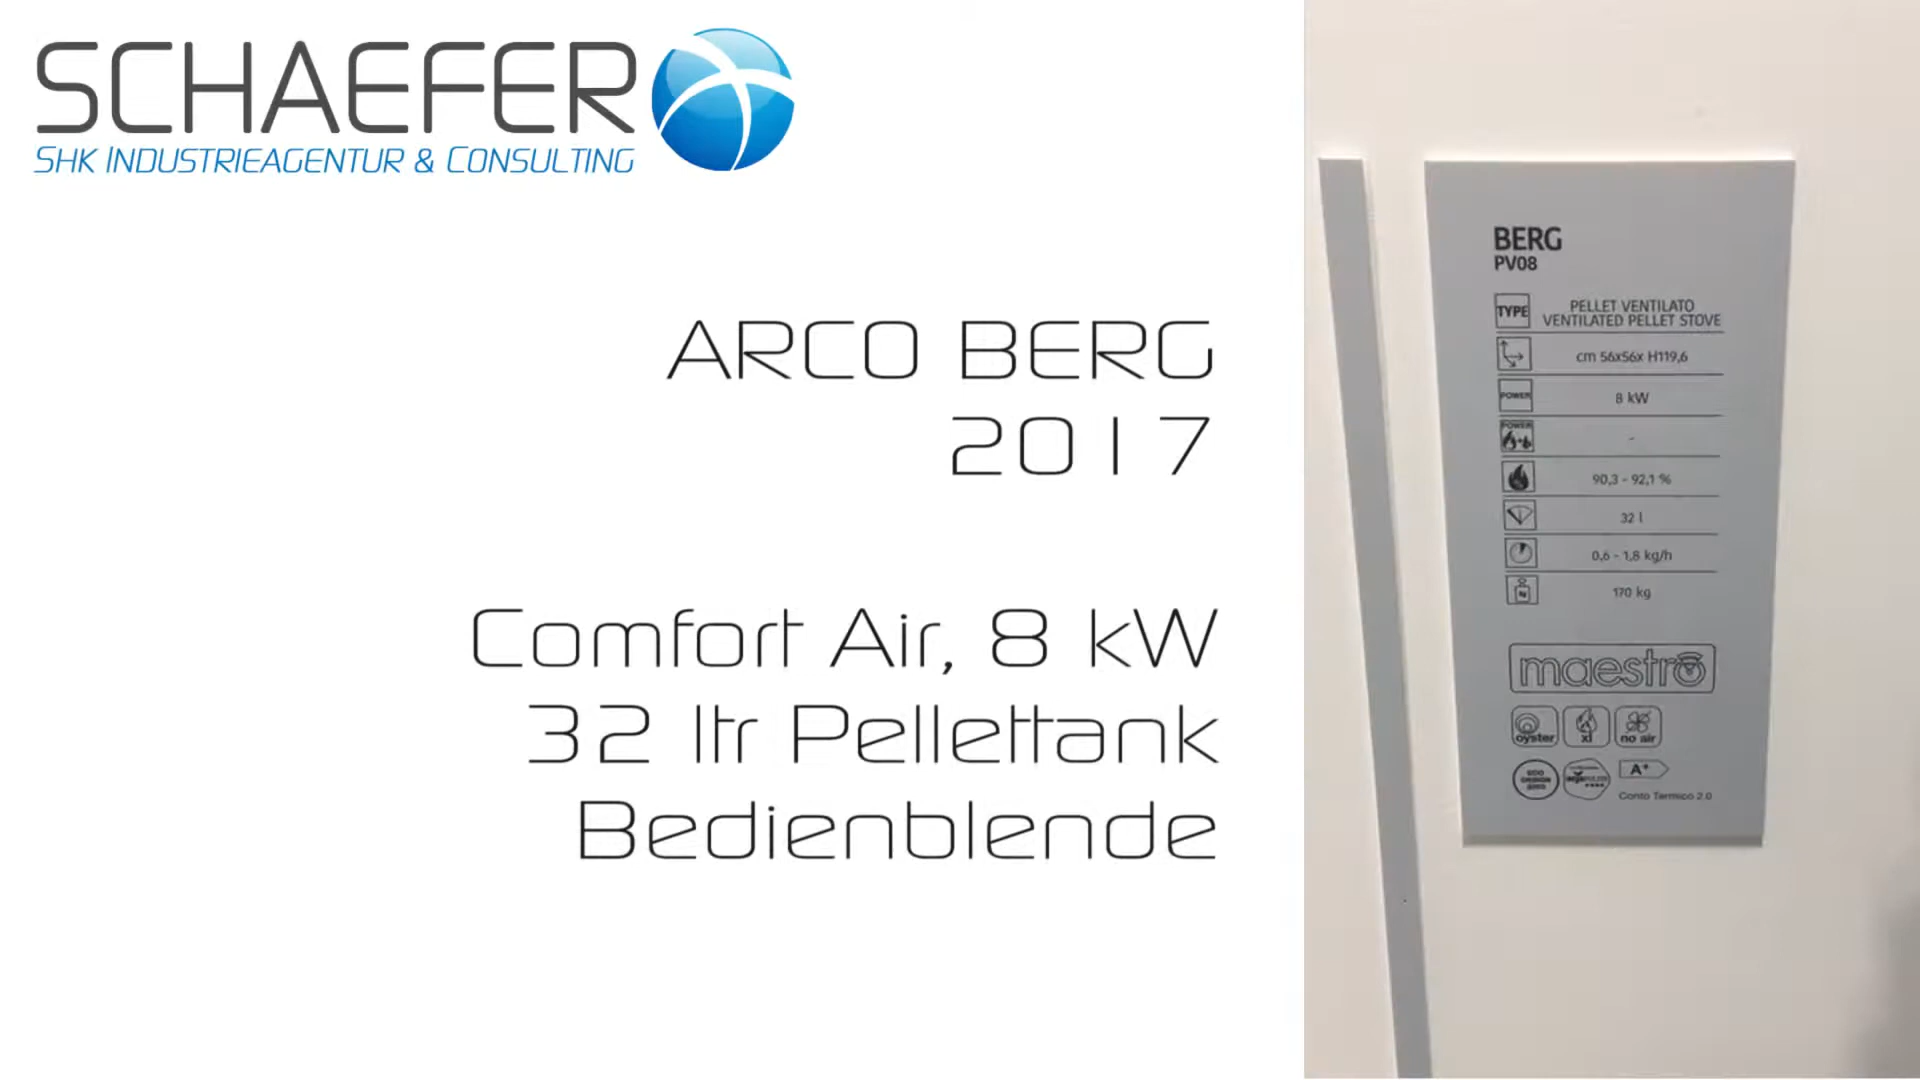 SCHAEFER
SHK INDUSTRIEAGENTUR & CONSULTING
ARCO BERG
2017
Comfort Air, 8 kW
32 ltr Pellettank
Bedienblende
BERG
PV08
TYPE
PELLET VENTILATO
VENTILATED PELLET STOVE
cm 56x56x H119,6
POWER
8 kW
POWER
-
90,3 - 92,1 %
32 l
0,6 - 1,8 kg/h
170 kg
maestro
oyster
xl
no air
ECO
DESIGN
A+
Conto Termico 2.0